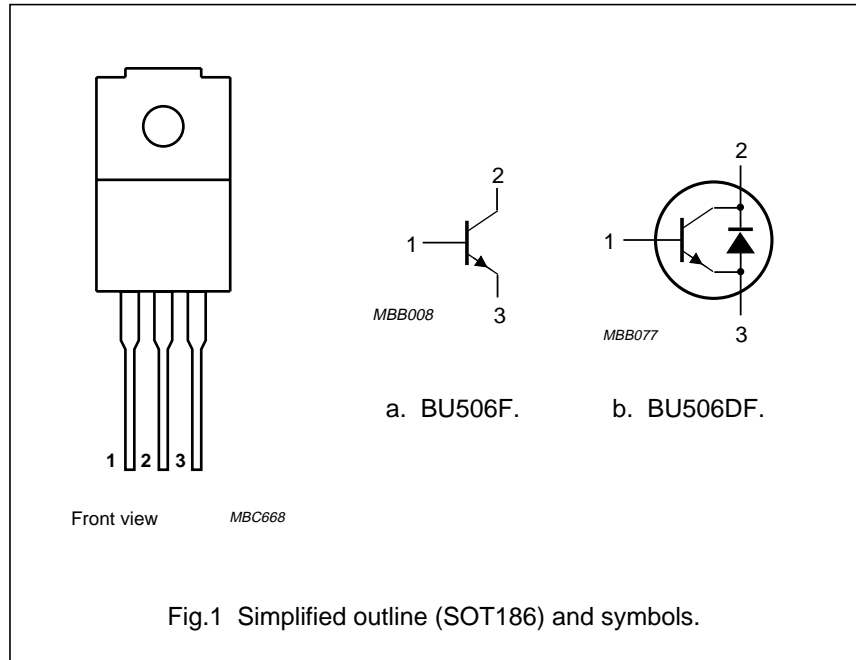 2
2
1
1
MBB008
3
MBB077
3
a. BU506F.
b. BU506DF.
1 2 3
Front view
MBC668
Fig.1 Simplified outline (SOT186) and symbols.